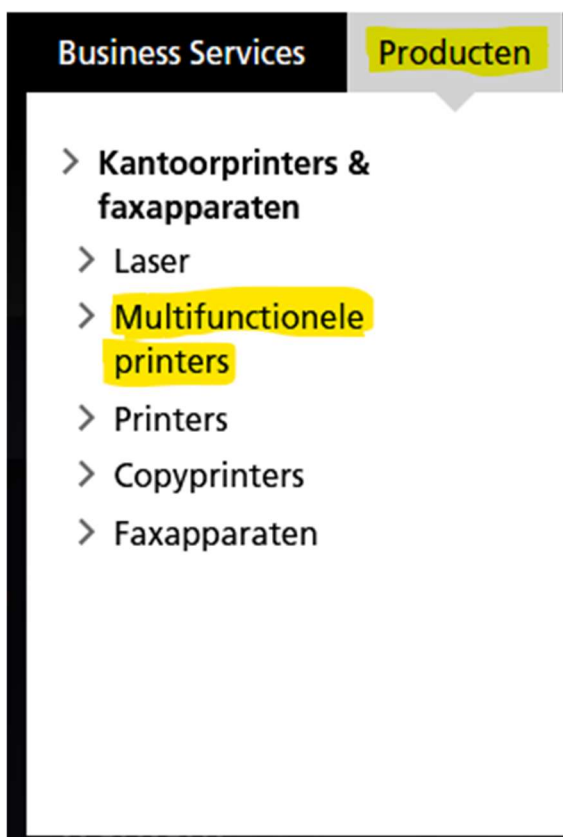 Business Services
Producten
Kantoorprinters &
faxapparaten
Laser
Multifunctionele
printers
Printers
Copyprinters
Faxapparaten